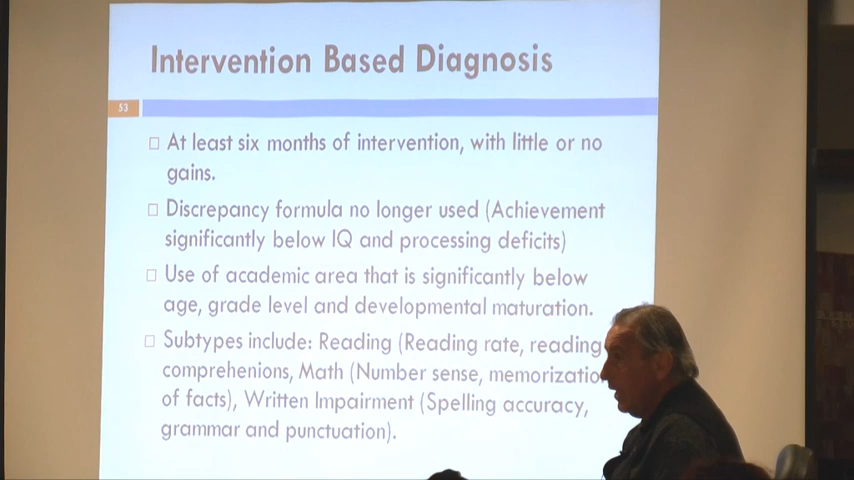 Intervention Based Diagnosis
53
At least six months of intervention, with little or no
gains.
Discrepancy formula no longer used (Achievement
significantly below IQ and processing deficits)
Use of academic area that is significantly below
age, grade level and developmental maturation.
Subtypes include: Reading (Reading rate, reading
comprehenions, Math (Number sense, memorizatio
of facts), Written Impairment (Spelling accuracy,
grammar and punctuation).